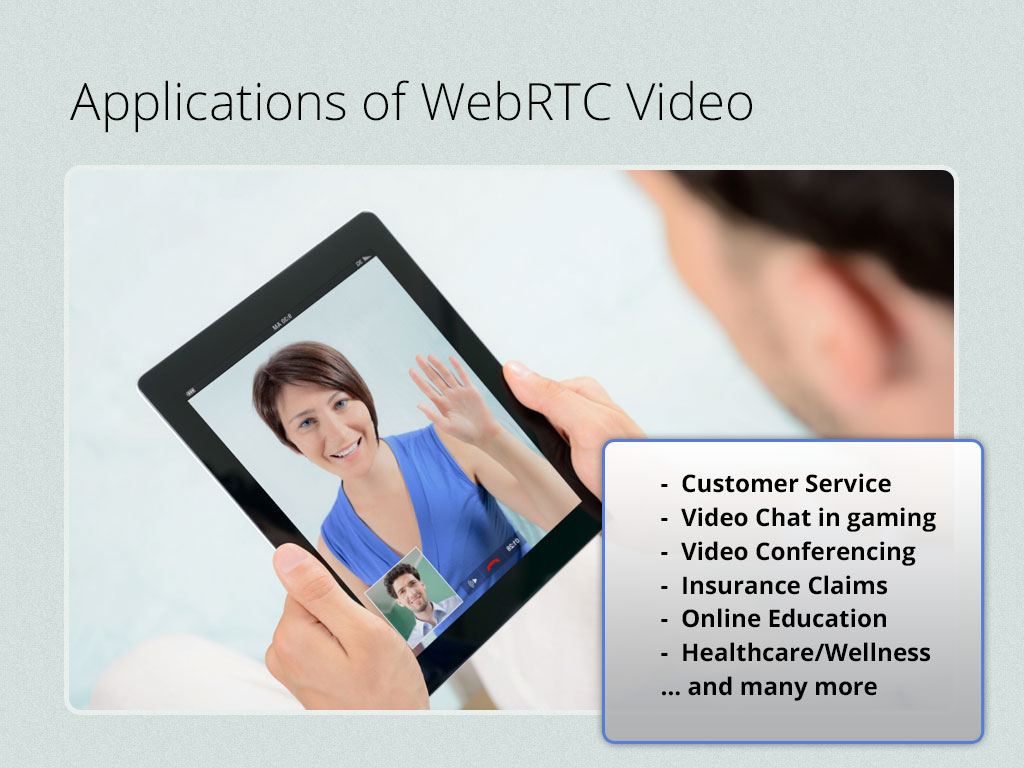 Applications of WebRTC Video
- Customer Service
- Video Chat in gaming
- Video Conferencing
- Insurance Claims
- Online Education
- Healthcare/Wellness
... and many more